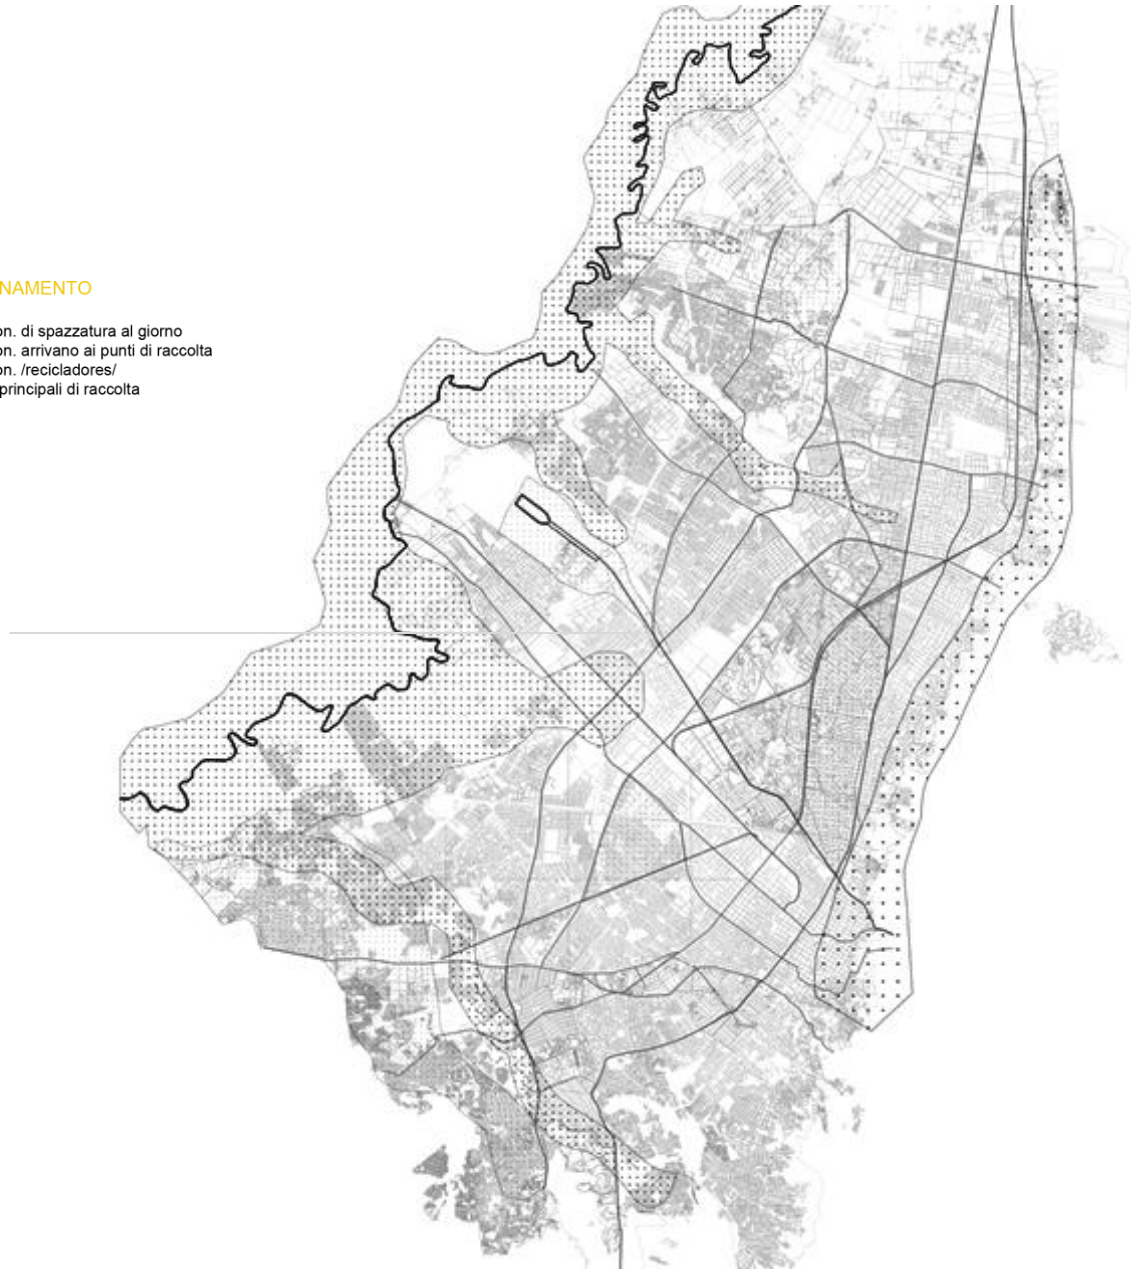 NAMENTO
on. di spazzatura al giorno
on. arrivano ai punti di raccolta
on. /recicladores/
principali di raccolta